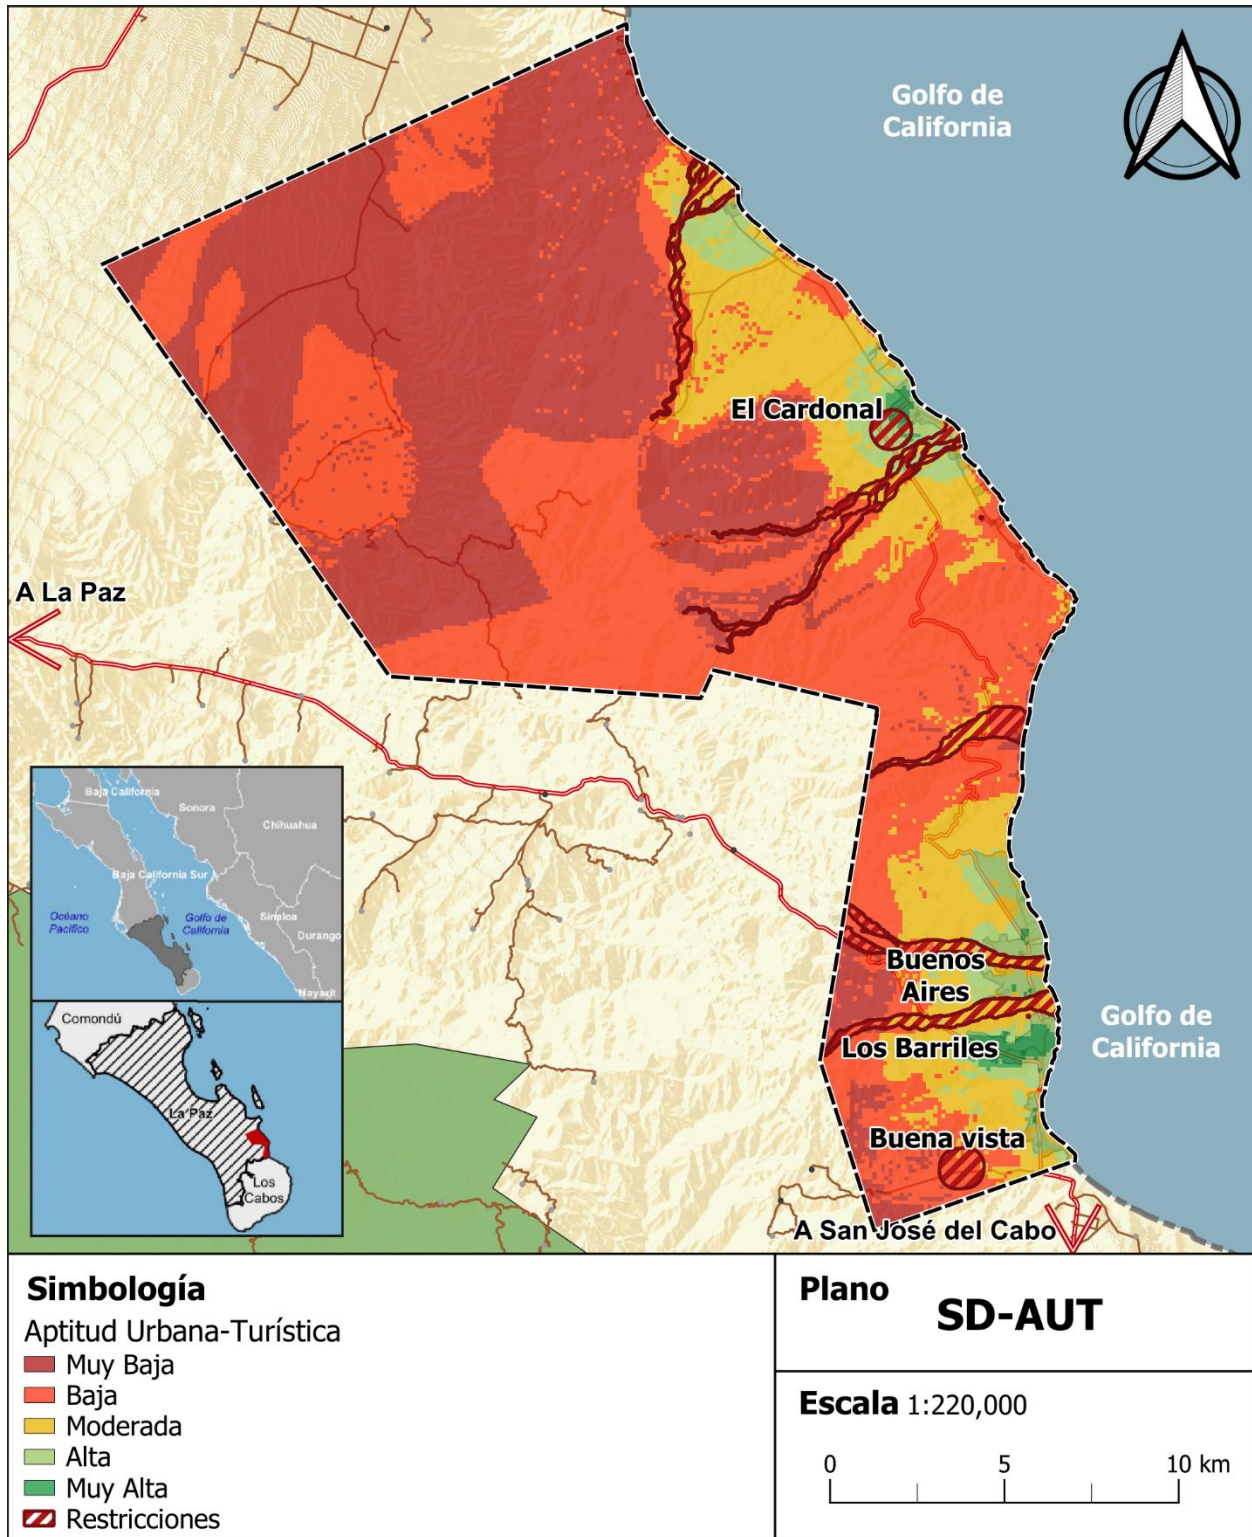 Golfo de
California
El Cardonal
A La Paz
Baja California
Sonora
Chihuahua
Baja California Sur
Océano
Pacífico
Golfo de
California
Sinaloa
Durango
Nayarit
Comondú
La Paz
Los
Cabos
Buenos
Aires
Los Barriles
Golfo de
California
Buena vista
A San José del Cabo
Simbología
Aptitud Urbana-Turística
Muy Baja
Baja
Moderada
Alta
Muy Alta
Restricciones
Plano
SD-AUT
Escala 1:220,000
0 5 10 km